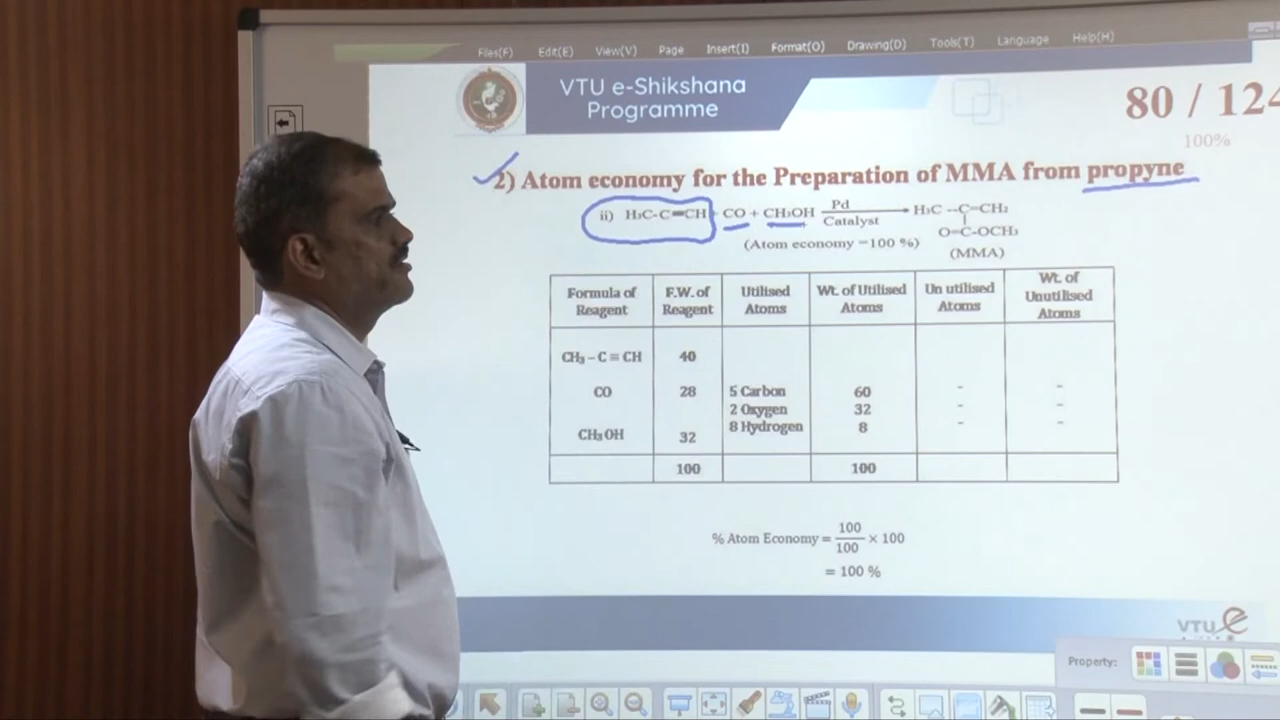 Files(F) Edit(E) View(V) Page Insert(I) Format(O) Drawing(D) Tools(T) Language Help(H)
VTU e-Shikshana
Programme
80 / 124
100%
2) Atom economy for the Preparation of MMA from propyne
ii) H₃C-C≡CH + CO + CH₃OH Pd Catalyst H₃C --C=CH₂
O=C-OCH₃
(Atom economy =100 %)
(MMA)
Formula of Reagent F.W. of Reagent Utilised Atoms Wt. of Utilised Atoms Un utilised Atoms Wt. of Unutilised Atoms
CH₃ – C ≡ CH 40
CO 28 5 Carbon 60 - -
2 Oxygen 32 - -
8 Hydrogen 8 - -
CH₃ OH 32
100 100
% Atom Economy = 100/100 × 100
= 100 %
VTU e
Property: